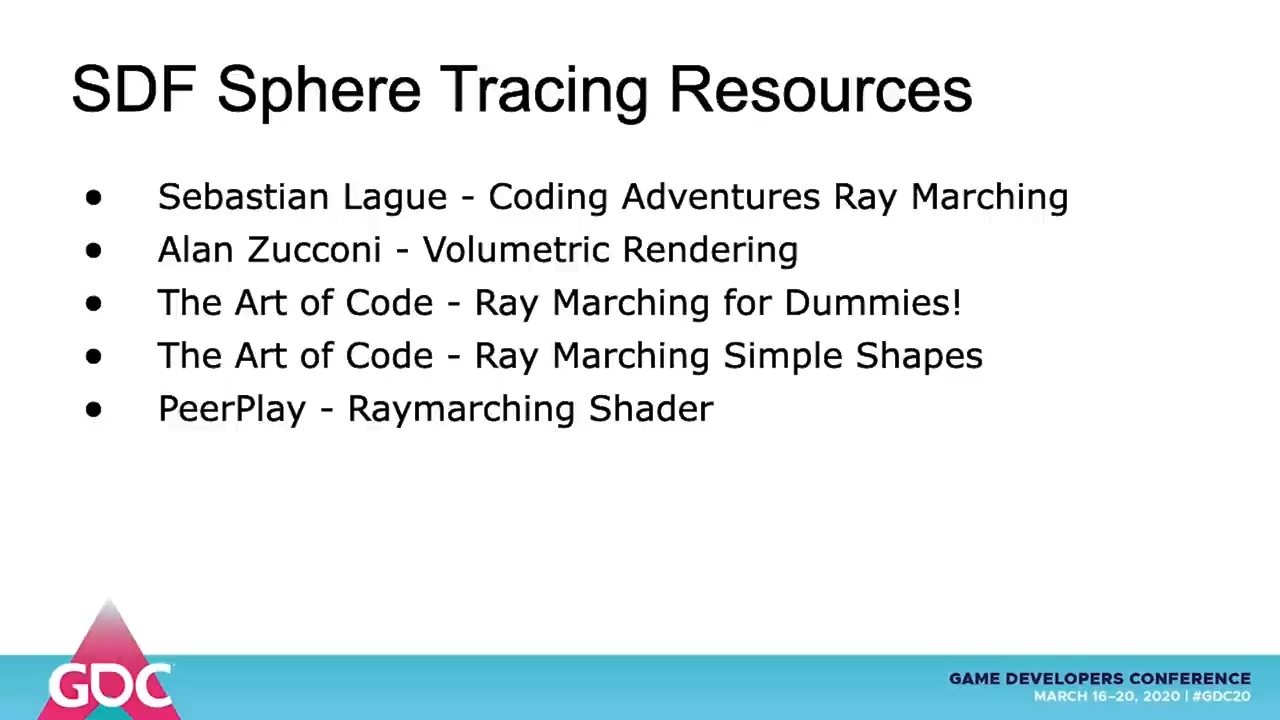 SDF Sphere Tracing Resources
● Sebastian Lague - Coding Adventures Ray Marching
● Alan Zucconi - Volumetric Rendering
● The Art of Code - Ray Marching for Dummies!
● The Art of Code - Ray Marching Simple Shapes
● PeerPlay - Raymarching Shader
GDC
GAME DEVELOPERS CONFERENCE
MARCH 16–20, 2020 | #GDC20